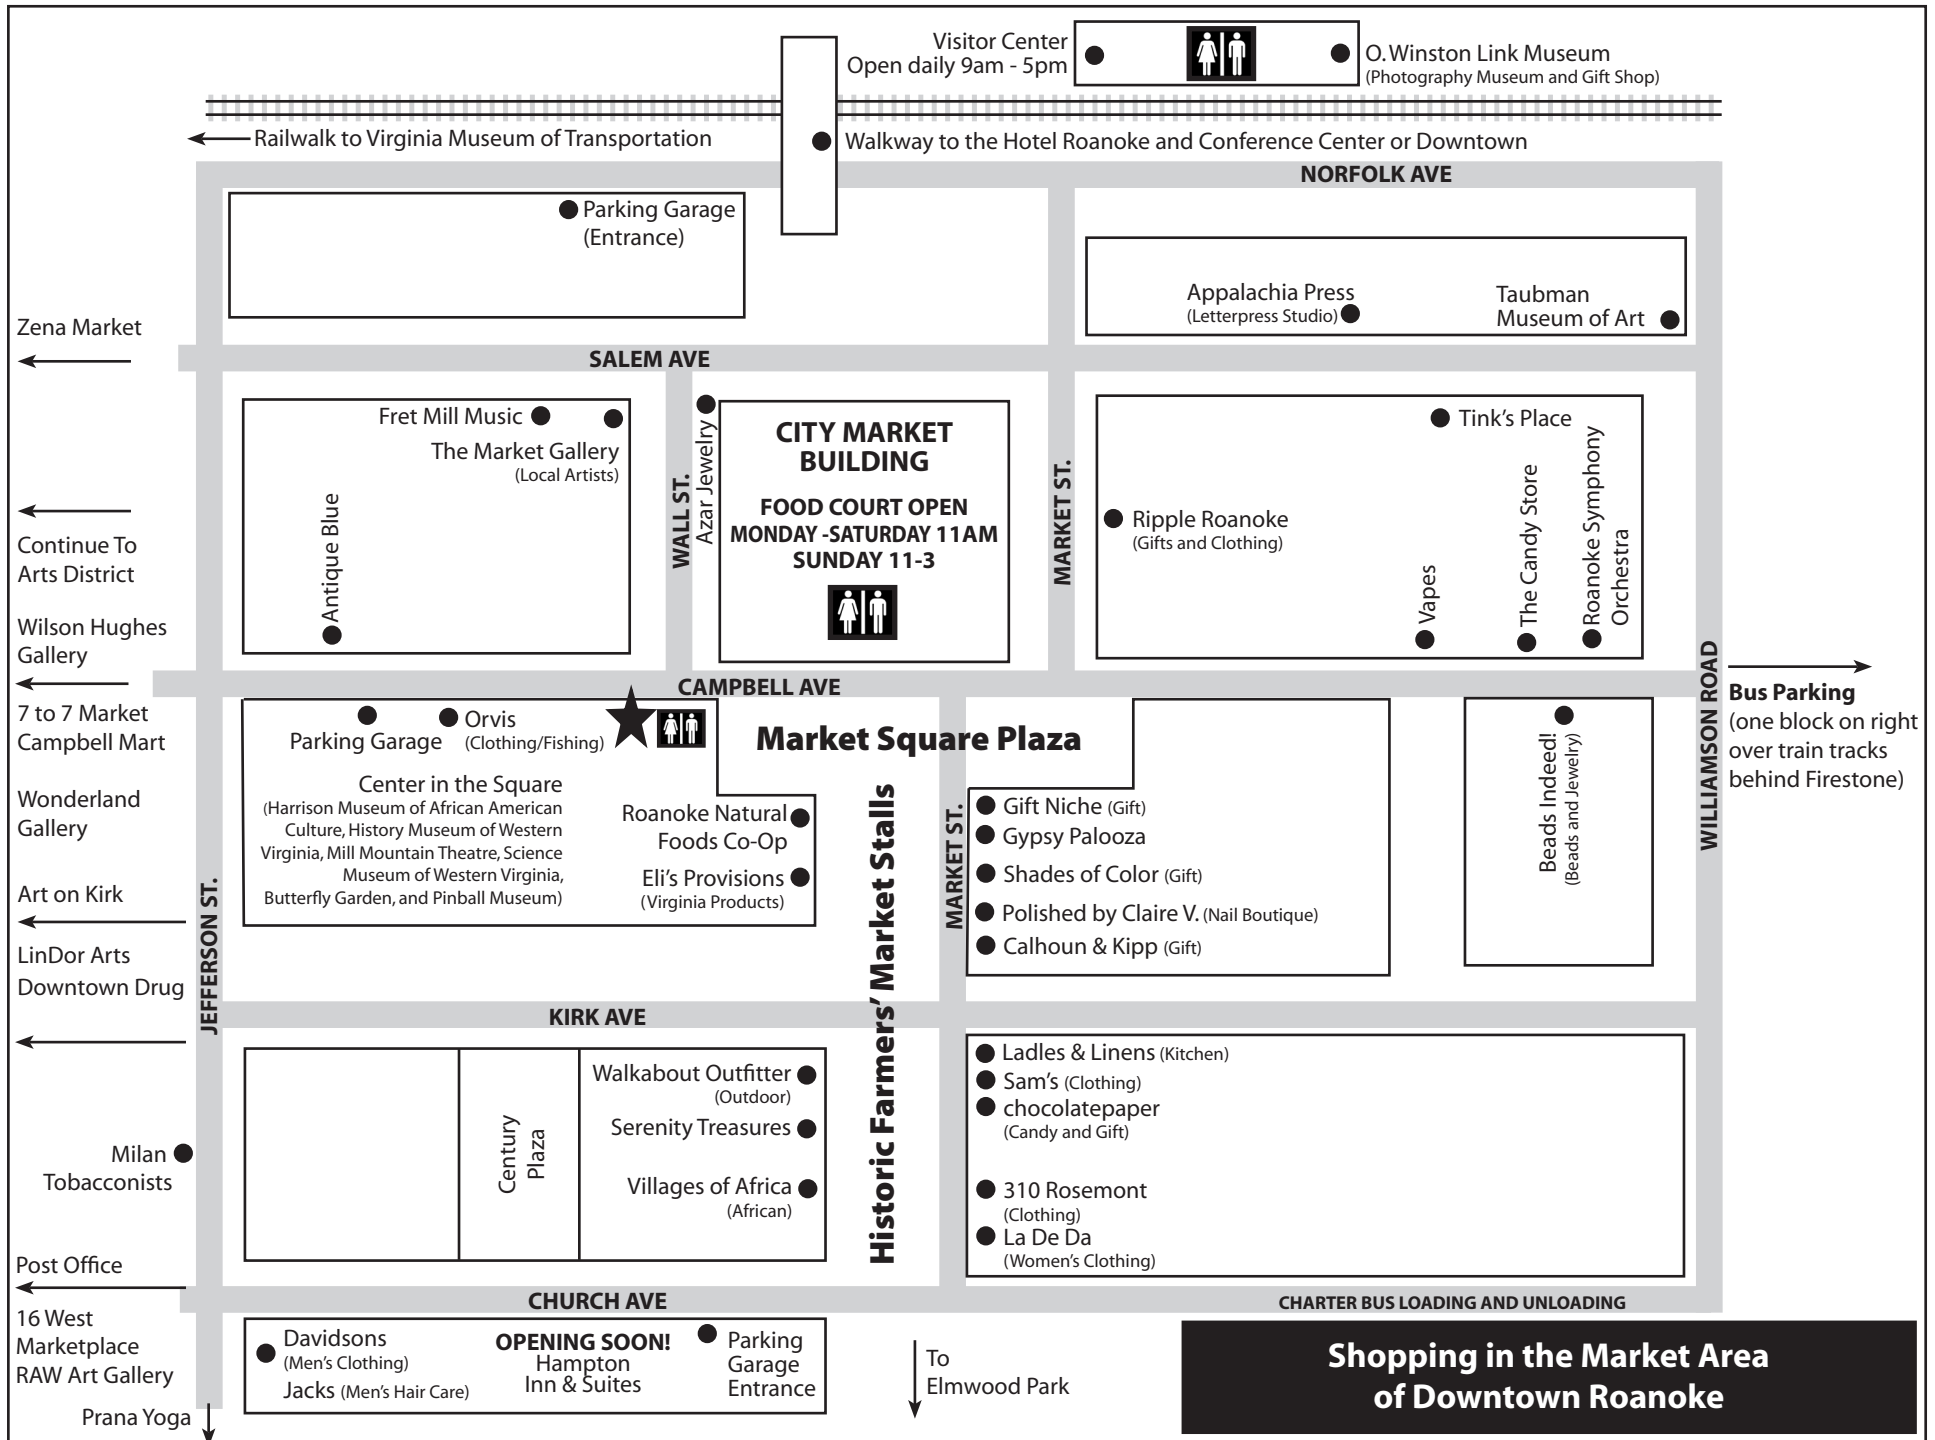 Visitor Center
Open daily 9am - 5pm
O. Winston Link Museum
(Photography Museum and Gift Shop)
Railwalk to Virginia Museum of Transportation
Walkway to the Hotel Roanoke and Conference Center or Downtown
NORFOLK AVE
Parking Garage
(Entrance)
Appalachia Press
(Letterpress Studio)
Taubman
Museum of Art
Zena Market
SALEM AVE
Fret Mill Music
The Market Gallery
(Local Artists)
Antique Blue
WALL ST.
Azar Jewelry
CITY MARKET
BUILDING
FOOD COURT OPEN
MONDAY -SATURDAY 11AM
SUNDAY 11-3
MARKET ST.
Ripple Roanoke
(Gifts and Clothing)
Tink's Place
Vapes
The Candy Store
Roanoke Symphony
Orchestra
Continue To
Arts District
Wilson Hughes
Gallery
CAMPBELL AVE
WILLIAMSON ROAD
Bus Parking
(one block on right
over train tracks
behind Firestone)
7 to 7 Market
Campbell Mart
Wonderland
Gallery
Art on Kirk
LinDor Arts
Downtown Drug
JEFFERSON ST.
Parking Garage
Orvis
(Clothing/Fishing)
Center in the Square
(Harrison Museum of African American
Culture, History Museum of Western
Virginia, Mill Mountain Theatre, Science
Museum of Western Virginia,
Butterfly Garden, and Pinball Museum)
Roanoke Natural
Foods Co-Op
Eli's Provisions
(Virginia Products)
Market Square Plaza
Historic Farmers' Market Stalls
MARKET ST.
Gift Niche (Gift)
Gypsy Palooza
Shades of Color (Gift)
Polished by Claire V. (Nail Boutique)
Calhoun & Kipp (Gift)
Beads Indeed!
(Beads and Jewelry)
KIRK AVE
Century
Plaza
Walkabout Outfitter
(Outdoor)
Serenity Treasures
Villages of Africa
(African)
Ladles & Linens (Kitchen)
Sam's (Clothing)
chocolatepaper
(Candy and Gift)
310 Rosemont
(Clothing)
La De Da
(Women's Clothing)
Milan
Tobacconists
Post Office
16 West
Marketplace
RAW Art Gallery
Prana Yoga
CHURCH AVE
CHARTER BUS LOADING AND UNLOADING
Davidsons
(Men's Clothing)
Jacks (Men's Hair Care)
OPENING SOON!
Hampton
Inn & Suites
Parking
Garage
Entrance
To
Elmwood Park
Shopping in the Market Area
of Downtown Roanoke